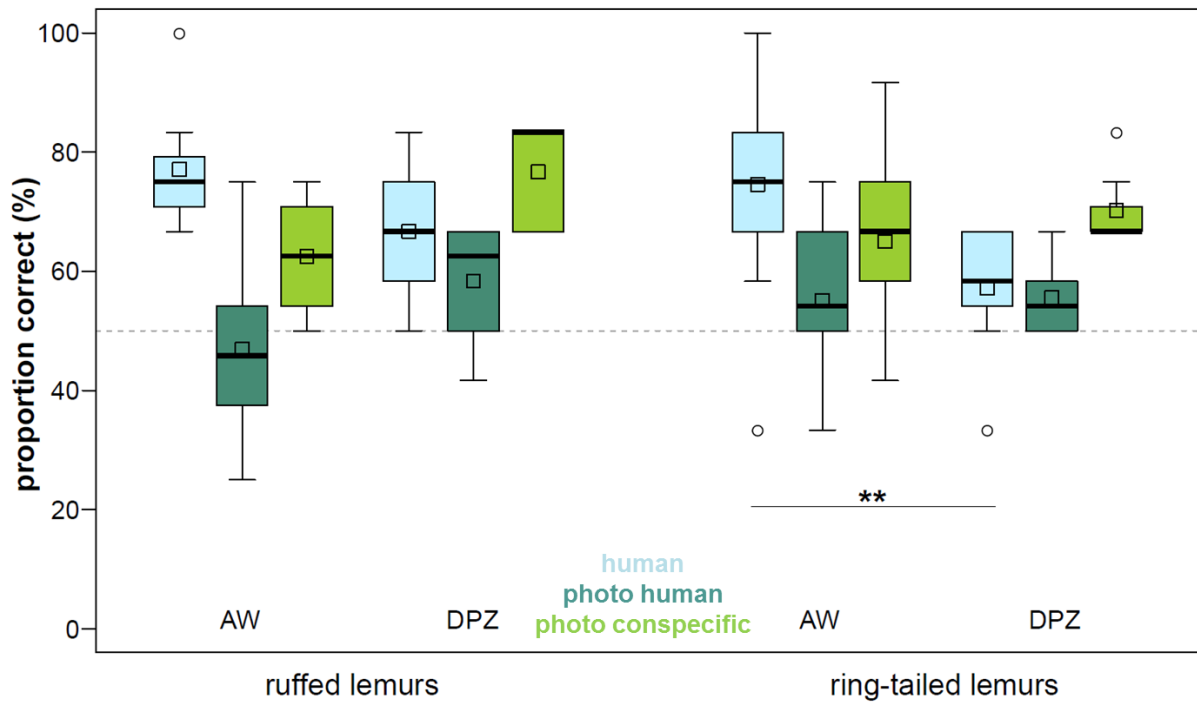 proportion correct (%)
100
80
60
40
20
0
**
human
photo human
photo conspecific
AW
DPZ
AW
DPZ
ruffed lemurs
ring-tailed lemurs